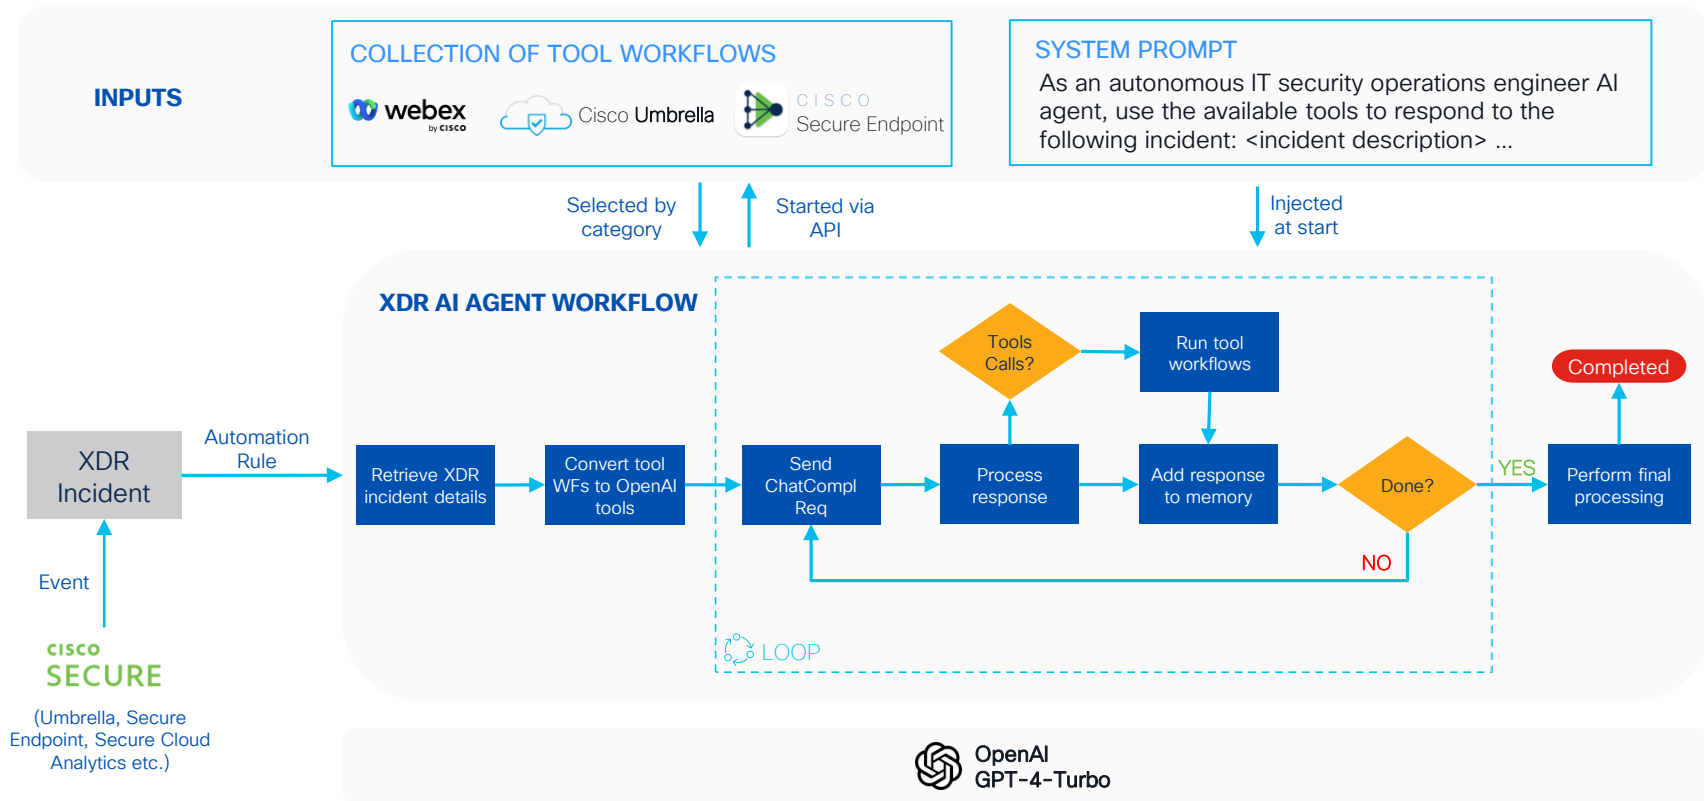 INPUTS
COLLECTION OF TOOL WORKFLOWS
webex
by CISCO
Cisco Umbrella
CISCO
Secure Endpoint
SYSTEM PROMPT
As an autonomous IT security operations engineer AI
agent, use the available tools to respond to the
following incident: <incident description> ...
Selected by
category
Started via
API
Injected
at start
XDR AI AGENT WORKFLOW
Tools
Calls?
Run tool
workflows
Completed
XDR
Incident
Automation
Rule
Retrieve XDR
incident details
Convert tool
WFs to OpenAI
tools
Send
ChatCompl
Req
Process
response
Add response
to memory
Done?
YES
Perform final
processing
NO
Event
LOOP
CISCO
SECURE
(Umbrella, Secure
Endpoint, Secure Cloud
Analytics etc.)
OpenAI
GPT-4-Turbo